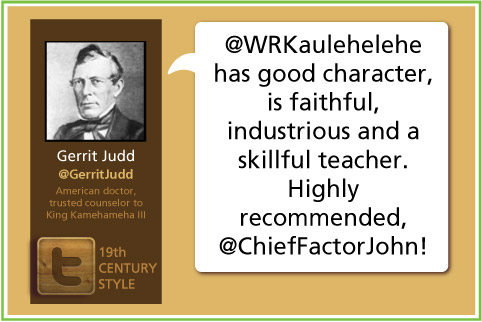 Gerrit Judd
@GerritJudd
American doctor,
trusted counselor to
King Kamehameha III
t
19th
CENTURY
STYLE
@WRKaulehelehe
has good character,
is faithful,
industrious and a
skillful teacher.
Highly
recommended,
@ChiefFactorJohn!